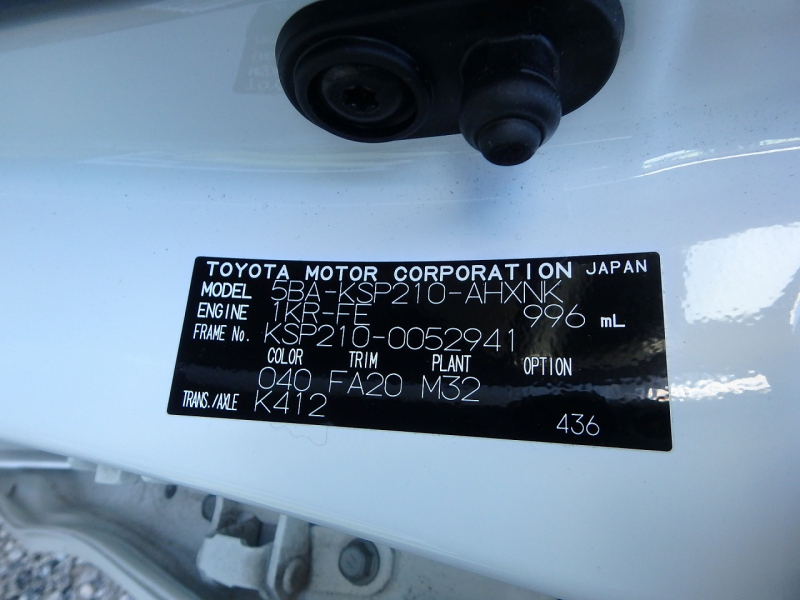 TOYOTA MOTOR CORPORATION JAPAN
MODEL 5BA-KSP210-AHXNK
ENGINE 1KR-FE 996 mL
FRAME No. KSP210-0052941
COLOR TRIM PLANT OPTION
040 FA20 M32
TRANS./AXLE K412
436